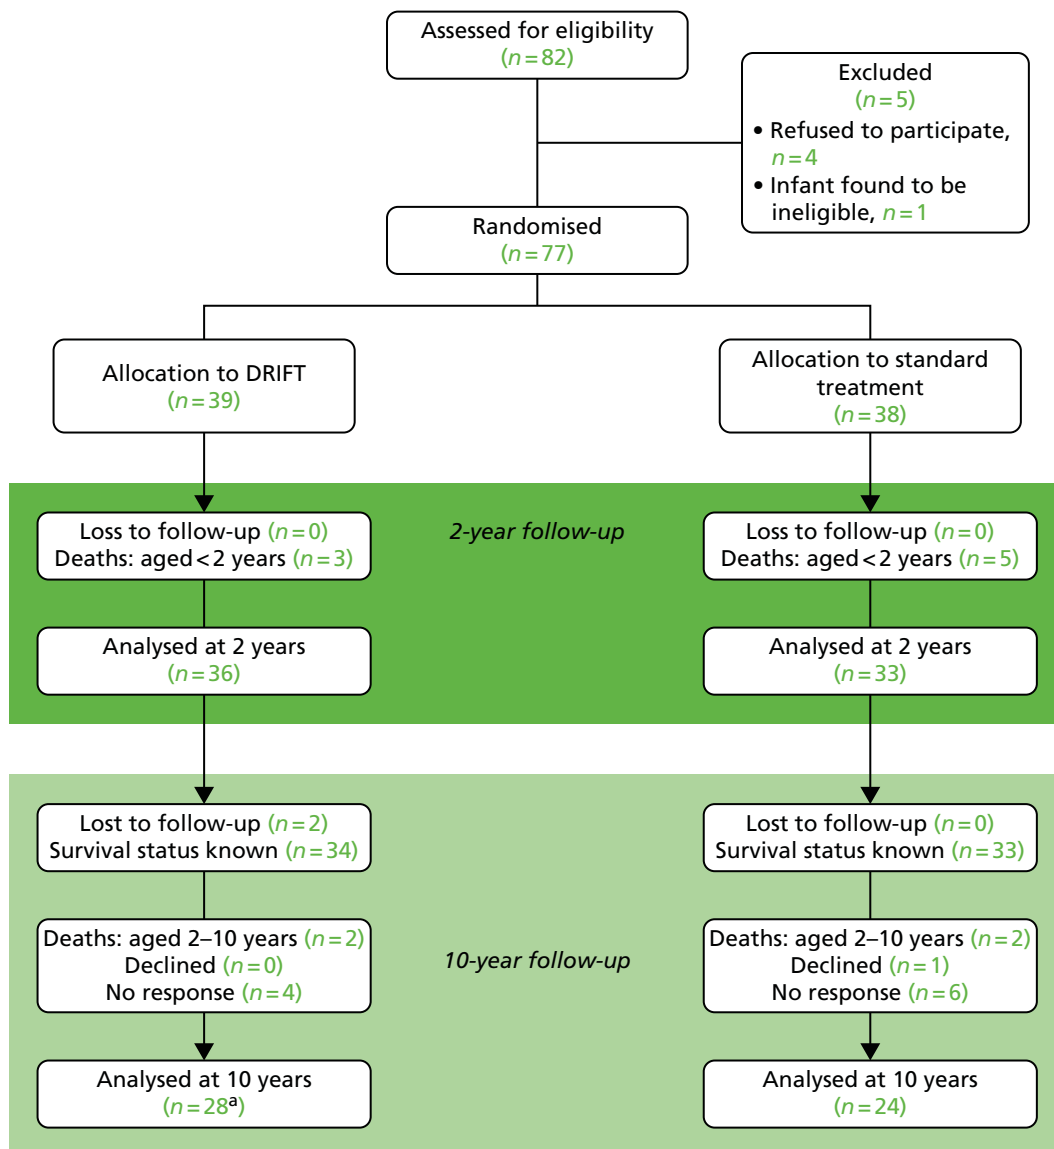 Assessed for eligibility
(n=82)
Excluded
(n=5)
• Refused to participate,
n=4
• Infant found to be
ineligible, n=1
Randomised
(n=77)
Allocation to DRIFT
(n=39)
Allocation to standard
treatment
(n=38)
2-year follow-up
Loss to follow-up (n=0)
Deaths: aged<2 years (n=3)
Loss to follow-up (n=0)
Deaths: aged<2 years (n=5)
Analysed at 2 years
(n=36)
Analysed at 2 years
(n=33)
Lost to follow-up (n=2)
Survival status known (n=34)
Lost to follow-up (n=0)
Survival status known (n=33)
Deaths: aged 2–10 years (n=2)
Declined (n=0)
No response (n=4)
10-year follow-up
Deaths: aged 2–10 years (n=2)
Declined (n=1)
No response (n=6)
Analysed at 10 years
(n=28a)
Analysed at 10 years
(n=24)